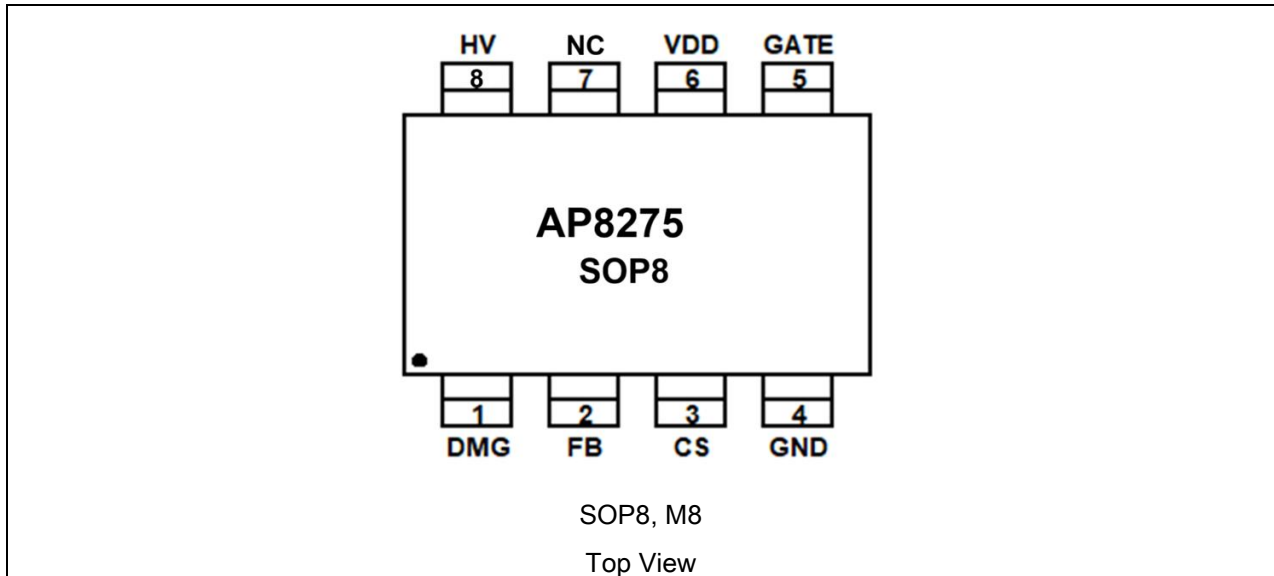 HV NC VDD GATE
8 7 6 5
AP8275
SOP8
1 2 3 4
DMG FB CS GND
SOP8, M8
Top View